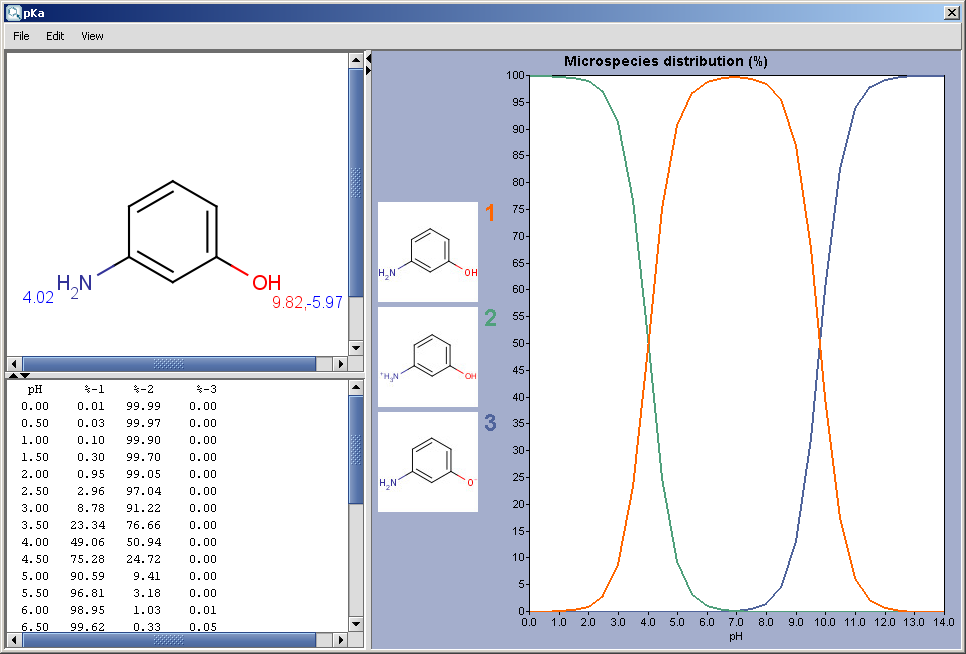 pKa
File Edit View
H2N
4.02
OH
9.82,-5.97
pH %-1 %-2 %-3
0.00 0.01 99.99 0.00
0.50 0.03 99.97 0.00
1.00 0.10 99.90 0.00
1.50 0.30 99.70 0.00
2.00 0.95 99.05 0.00
2.50 2.96 97.04 0.00
3.00 8.78 91.22 0.00
3.50 23.34 76.66 0.00
4.00 49.06 50.94 0.00
4.50 75.28 24.72 0.00
5.00 90.59 9.41 0.00
5.50 96.81 3.18 0.00
6.00 98.95 1.03 0.01
6.50 99.62 0.33 0.05
1
H2N OH
2
+H3N OH
3
H2N O-
Microspecies distribution (%)
100
95
90
85
80
75
70
65
60
55
50
45
40
35
30
25
20
15
10
5
0
0.0 1.0 2.0 3.0 4.0 5.0 6.0 7.0 8.0 9.0 10.0 11.0 12.0 13.0 14.0
pH